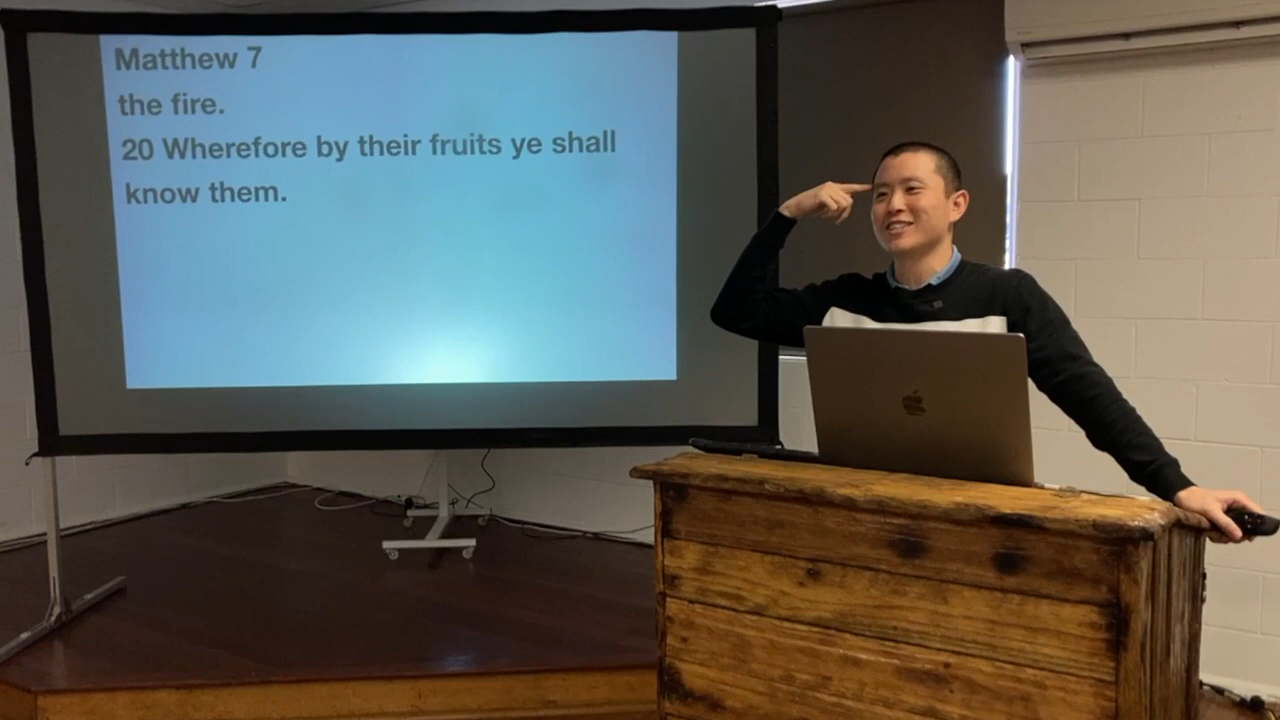 Matthew 7
the fire.
20 Wherefore by their fruits ye shall
know them.